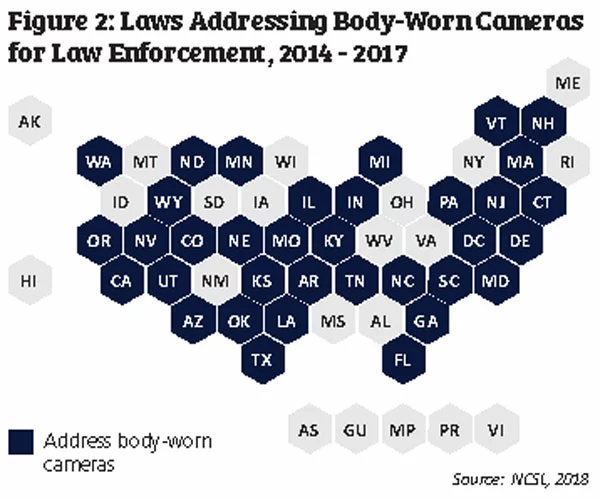 Figure 2: Laws Addressing Body-Worn Cameras
for Law Enforcement, 2014 - 2017
ME
AK
VT NH
WA MT ND MN WI MI NY MA RI
ID WY SD IA IL IN OH PA NJ CT
OR NV CO NE MO KY WV VA DC DE
HI
CA UT NM KS AR TN NC SC MD
AZ OK LA MS AL GA
TX FL
AS GU MP PR VI
Address body-worn
cameras
Source: NCSL, 2018